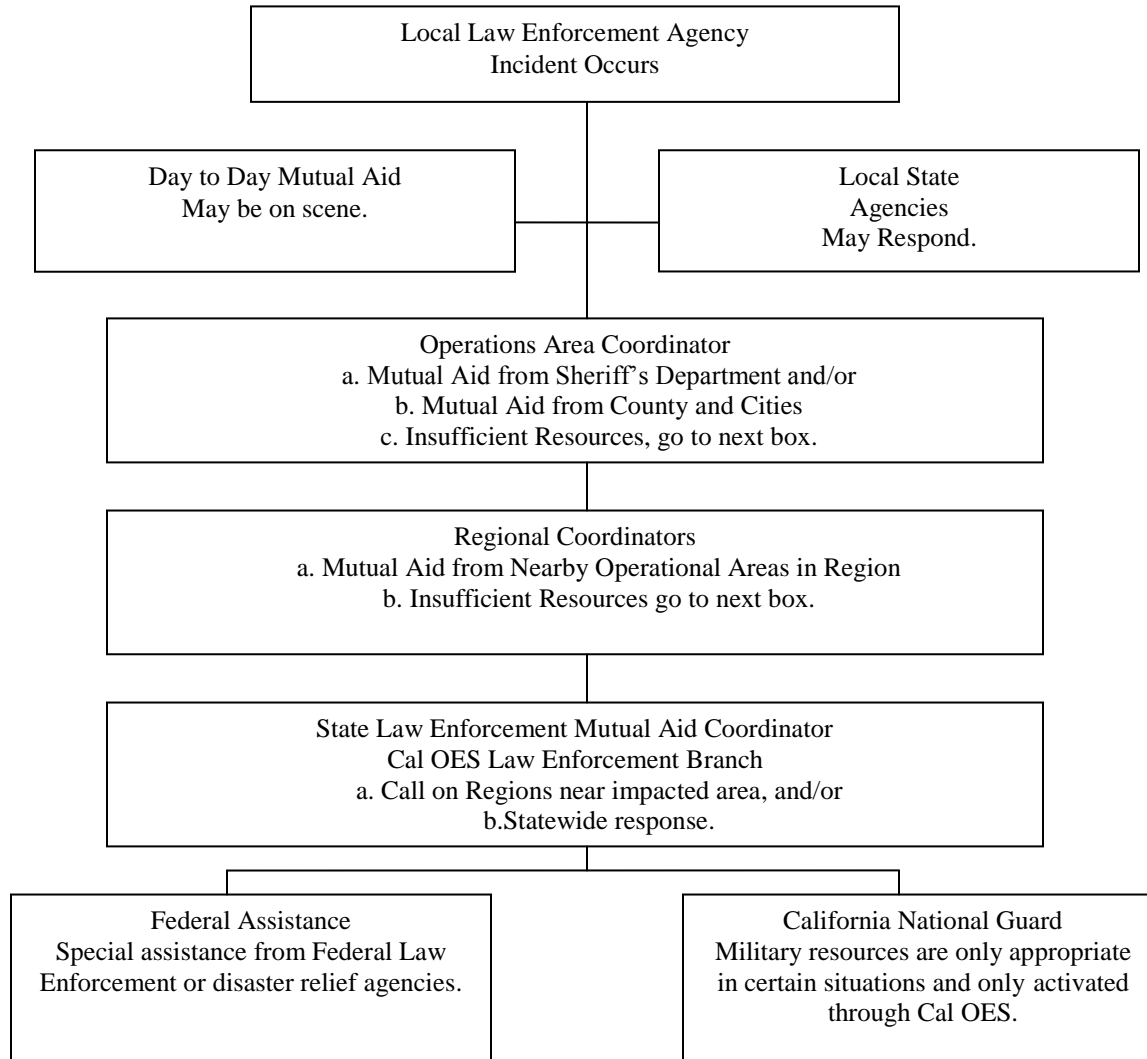 Local Law Enforcement Agency
Incident Occurs
Day to Day Mutual Aid
May be on scene.
Local State
Agencies
May Respond.
Operations Area Coordinator
a. Mutual Aid from Sheriff’s Department and/or
b. Mutual Aid from County and Cities
c. Insufficient Resources, go to next box.
Regional Coordinators
a. Mutual Aid from Nearby Operational Areas in Region
b. Insufficient Resources go to next box.
State Law Enforcement Mutual Aid Coordinator
Cal OES Law Enforcement Branch
a. Call on Regions near impacted area, and/or
b.Statewide response.
Federal Assistance
Special assistance from Federal Law
Enforcement or disaster relief agencies.
California National Guard
Military resources are only appropriate
in certain situations and only activated
through Cal OES.